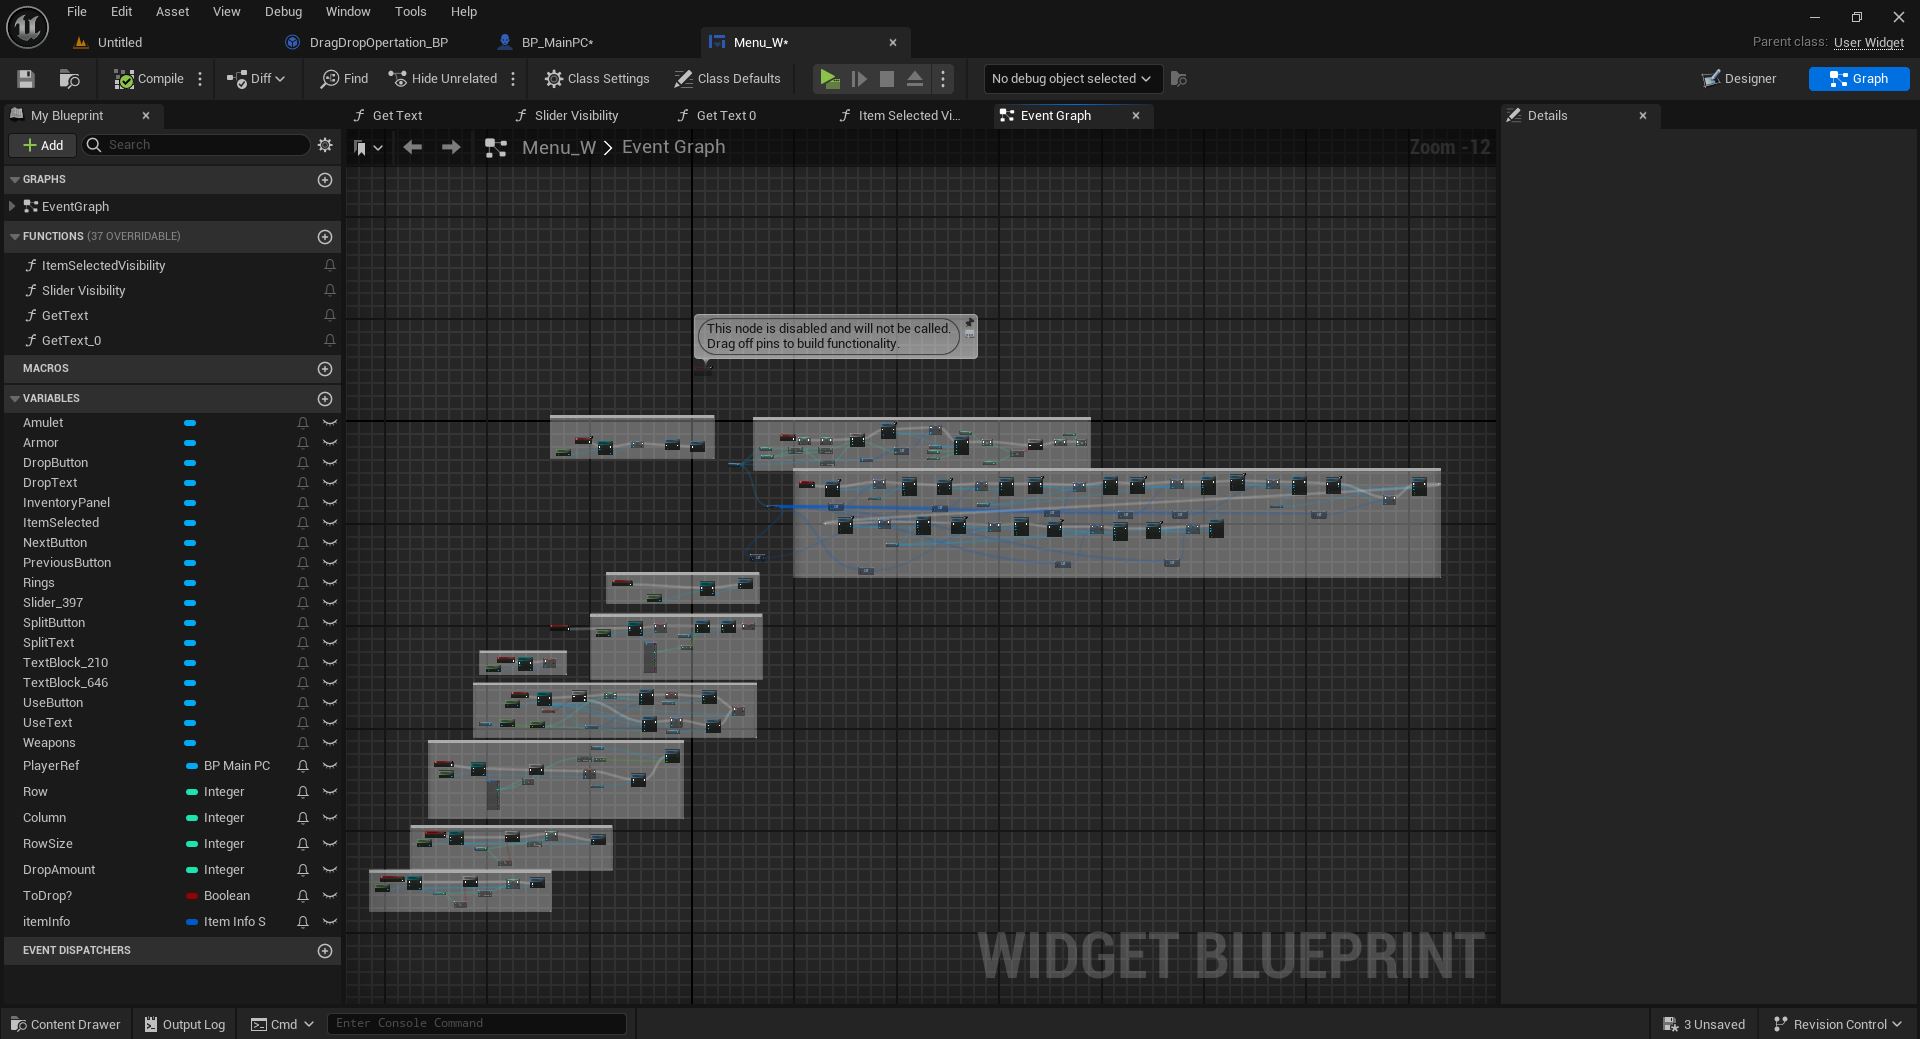 File Edit Asset View Debug Window Tools Help
Untitled DragDropOpertation_BP BP_MainPC* Menu_W*
Parent class: User Widget
Compile Diff Find Hide Unrelated Class Settings Class Defaults No debug object selected Designer Graph
My Blueprint Get Text Slider Visibility Get Text 0 Item Selected Vi... Event Graph Details
Add Search Menu_W > Event Graph Zoom -12
GRAPHS
EventGraph
FUNCTIONS (37 OVERRIDABLE)
ItemSelectedVisibility
Slider Visibility
GetText
GetText_0
MACROS
VARIABLES
Amulet
Armor
DropButton
DropText
InventoryPanel
ItemSelected
NextButton
PreviousButton
Rings
Slider_397
SplitButton
SplitText
TextBlock_210
TextBlock_646
UseButton
UseText
Weapons
PlayerRef BP Main PC
Row Integer
Column Integer
RowSize Integer
DropAmount Integer
ToDrop? Boolean
itemInfo Item Info S
EVENT DISPATCHERS
This node is disabled and will not be called.
Drag off pins to build functionality.
WIDGET BLUEPRINT
Content Drawer Output Log Cmd Enter Console Command 3 Unsaved Revision Control